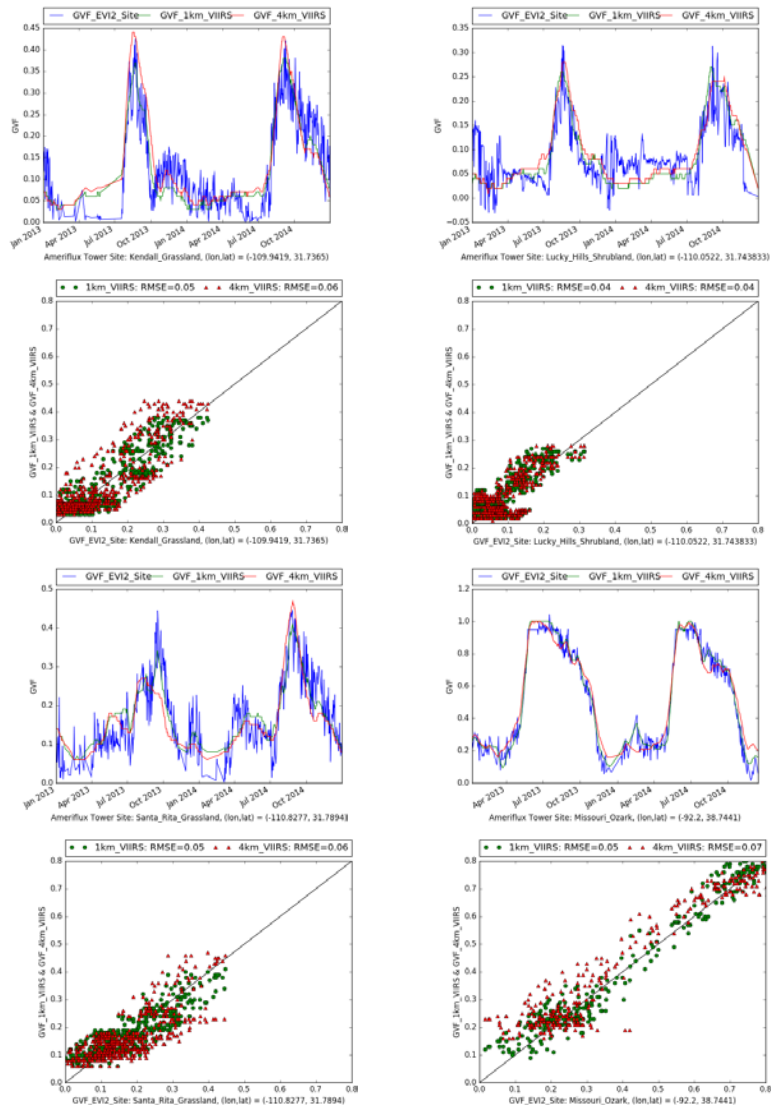 GVF_EVI2_Site GVF_1km_VIIRS GVF_4km_VIIRS
GVF
0.45
0.40
0.35
0.30
0.25
0.20
0.15
0.10
0.05
0.00
Jan 2013 Apr 2013 Jul 2013 Oct 2013 Jan 2014 Apr 2014 Jul 2014 Oct 2014
Ameriflux Tower Site: Kendall_Grassland, (lon,lat) = (-109.9419, 31.7365)
GVF_EVI2_Site GVF_1km_VIIRS GVF_4km_VIIRS
GVF
0.35
0.30
0.25
0.20
0.15
0.10
0.05
0.00
−0.05
Jan 2013 Apr 2013 Jul 2013 Oct 2013 Jan 2014 Apr 2014 Jul 2014 Oct 2014
Ameriflux Tower Site: Lucky_Hills_Shrubland, (lon,lat) = (-110.0522, 31.743833)
1km_VIIRS: RMSE=0.05 4km_VIIRS: RMSE=0.06
GVF_1km_VIIRS & GVF_4km_VIIRS
0.8
0.7
0.6
0.5
0.4
0.3
0.2
0.1
0.0
0.0 0.1 0.2 0.3 0.4 0.5 0.6 0.7 0.8
GVF_EVI2_Site: Kendall_Grassland, (lon,lat) = (-109.9419, 31.7365)
1km_VIIRS: RMSE=0.04 4km_VIIRS: RMSE=0.04
GVF_1km_VIIRS & GVF_4km_VIIRS
0.8
0.7
0.6
0.5
0.4
0.3
0.2
0.1
0.0
0.0 0.1 0.2 0.3 0.4 0.5 0.6 0.7 0.8
GVF_EVI2_Site: Lucky_Hills_Shrubland, (lon,lat) = (-110.0522, 31.743833)
GVF_EVI2_Site GVF_1km_VIIRS GVF_4km_VIIRS
GVF
0.5
0.4
0.3
0.2
0.1
0.0
Jan 2013 Apr 2013 Jul 2013 Oct 2013 Jan 2014 Apr 2014 Jul 2014 Oct 2014
Ameriflux Tower Site: Santa_Rita_Grassland, (lon,lat) = (-110.8277, 31.7894)
GVF_EVI2_Site GVF_1km_VIIRS GVF_4km_VIIRS
GVF
1.2
1.0
0.8
0.6
0.4
0.2
0.0
Apr 2013 Jul 2013 Oct 2013 Jan 2014 Apr 2014 Jul 2014 Oct 2014
Ameriflux Tower Site: Missouri_Ozark, (lon,lat) = (-92.2, 38.7441)
1km_VIIRS: RMSE=0.05 4km_VIIRS: RMSE=0.06
GVF_1km_VIIRS & GVF_4km_VIIRS
0.8
0.7
0.6
0.5
0.4
0.3
0.2
0.1
0.0
0.0 0.1 0.2 0.3 0.4 0.5 0.6 0.7 0.8
GVF_EVI2_Site: Santa_Rita_Grassland, (lon,lat) = (-110.8277, 31.7894)
1km_VIIRS: RMSE=0.05 4km_VIIRS: RMSE=0.07
GVF_1km_VIIRS & GVF_4km_VIIRS
0.8
0.7
0.6
0.5
0.4
0.3
0.2
0.1
0.0
0.0 0.1 0.2 0.3 0.4 0.5 0.6 0.7 0.8
GVF_EVI2_Site: Missouri_Ozark, (lon,lat) = (-92.2, 38.7441)